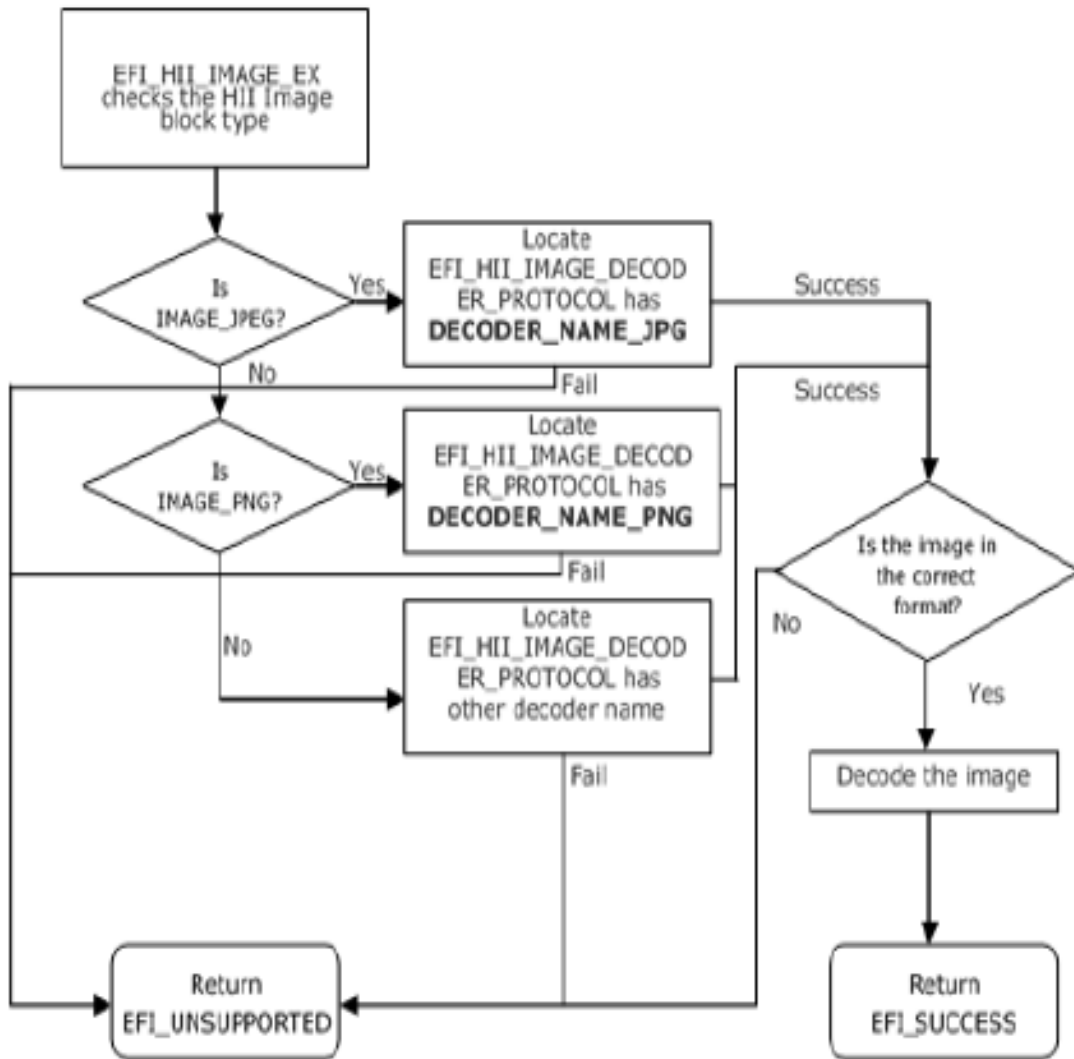 EFI_HII_IMAGE_EX
checks the HII Image
block type
Is
IMAGE_JPEG?
Yes
Locate
EFI_HII_IMAGE_DECOD
ER_PROTOCOL has
DECODER_NAME_JPG
Success
No
Fail
Success
Is
IMAGE_PNG?
Yes
Locate
EFI_HII_IMAGE_DECOD
ER_PROTOCOL has
DECODER_NAME_PNG
Fail
Is the image in
the correct
format?
No
No
Locate
EFI_HII_IMAGE_DECOD
ER_PROTOCOL has
other decoder name
Yes
Fail
Decode the image
Return
EFI_UNSUPPORTED
Return
EFI_SUCCESS